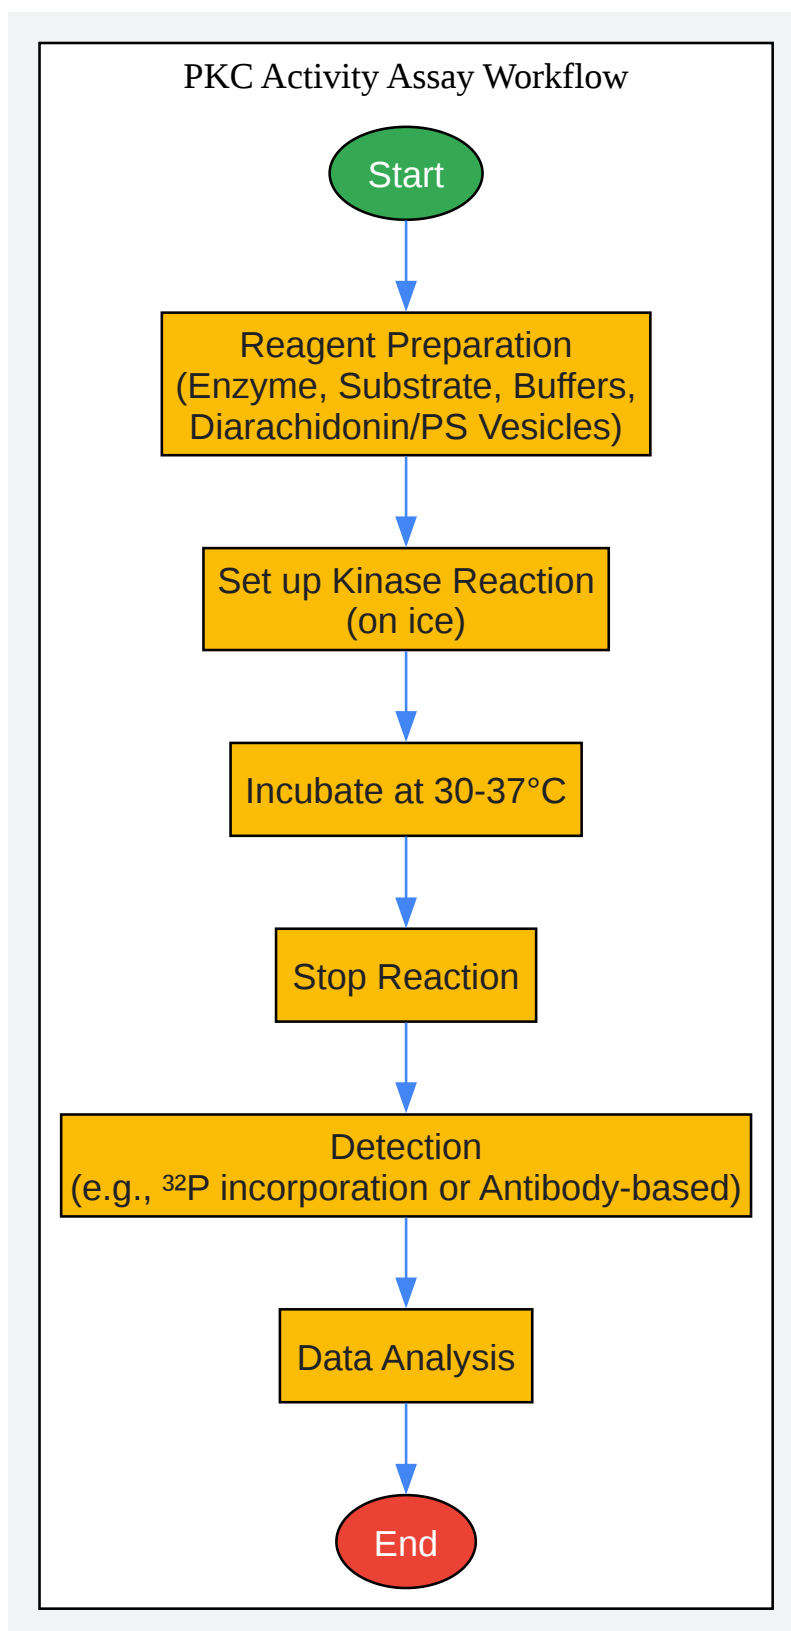 PKC Activity Assay Workflow
Start
Reagent Preparation
(Enzyme, Substrate, Buffers,
Diarachidonin/PS Vesicles)
Set up Kinase Reaction
(on ice)
Incubate at 30-37°C
Stop Reaction
Detection
(e.g., ³²P incorporation or Antibody-based)
Data Analysis
End